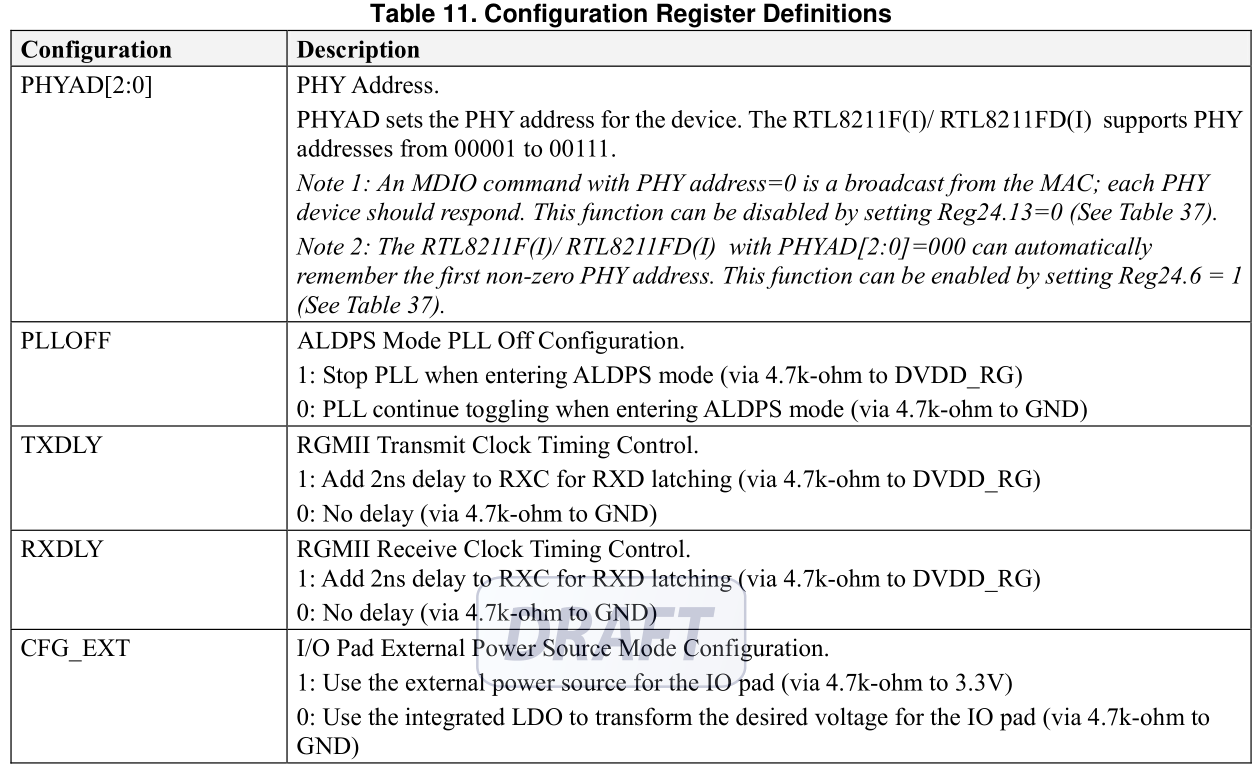 Table 11. Configuration Register Definitions
Configuration Description
PHYAD[2:0] PHY Address.
PHYAD sets the PHY address for the device. The RTL8211F(I)/ RTL8211FD(I) supports PHY
addresses from 00001 to 00111.
Note 1: An MDIO command with PHY address=0 is a broadcast from the MAC; each PHY
device should respond. This function can be disabled by setting Reg24.13=0 (See Table 37).
Note 2: The RTL8211F(I)/ RTL8211FD(I) with PHYAD[2:0]=000 can automatically
remember the first non-zero PHY address. This function can be enabled by setting Reg24.6 = 1
(See Table 37).
PLLOFF ALDPS Mode PLL Off Configuration.
1: Stop PLL when entering ALDPS mode (via 4.7k-ohm to DVDD_RG)
0: PLL continue toggling when entering ALDPS mode (via 4.7k-ohm to GND)
TXDLY RGMII Transmit Clock Timing Control.
1: Add 2ns delay to RXC for RXD latching (via 4.7k-ohm to DVDD_RG)
0: No delay (via 4.7k-ohm to GND)
RXDLY RGMII Receive Clock Timing Control.
1: Add 2ns delay to RXC for RXD latching (via 4.7k-ohm to DVDD_RG)
0: No delay (via 4.7k-ohm to GND)
DRAFT
CFG_EXT I/O Pad External Power Source Mode Configuration.
1: Use the external power source for the IO pad (via 4.7k-ohm to 3.3V)
0: Use the integrated LDO to transform the desired voltage for the IO pad (via 4.7k-ohm to
GND)